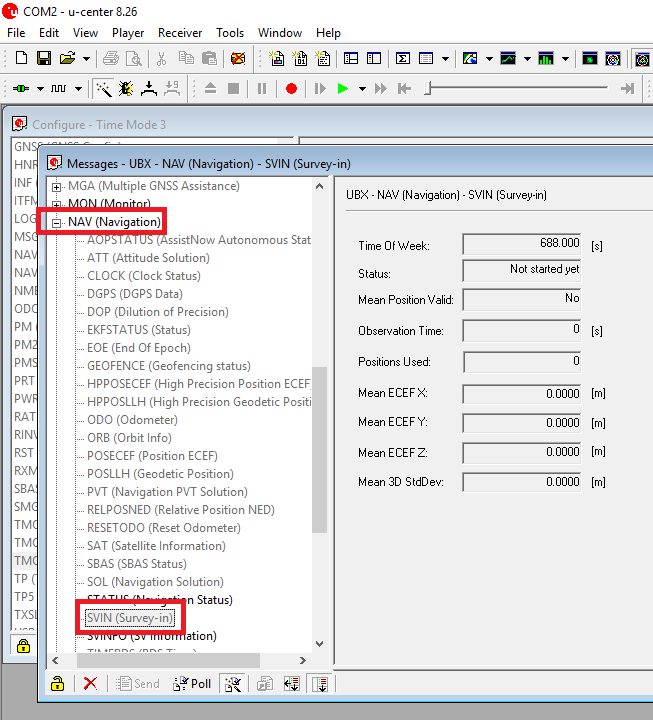 COM2 - u-center 8.26
File Edit View Player Receiver Tools Window Help
Configure - Time Mode 3
HNR
INF (
ITFM
LOG
MSG
NAV
NAV
NME
ODO
PM (
PM2
PMS
PRT
PWR
RAT
RINV
RST
RXM
SBAS
SMG
TMO
TMO
TMO
TP (T
TP5
TXSL
Messages - UBX - NAV (Navigation) - SVIN (Survey-in)
MGA (Multiple GNSS Assistance)
MON (Monitor)
NAV (Navigation)
AOPSTATUS (AssistNow Autonomous Stat
ATT (Attitude Solution)
CLOCK (Clock Status)
DGPS (DGPS Data)
DOP (Dilution of Precision)
EKFSTATUS (Status)
EOE (End Of Epoch)
GEOFENCE (Geofencing status)
HPPOSECEF (High Precision Position ECEF
HPPOSLLH (High Precision Geodetic Positi
ODO (Odometer)
ORB (Orbit Info)
POSECEF (Position ECEF)
POSLLH (Geodetic Position)
PVT (Navigation PVT Solution)
RELPOSNED (Relative Position NED)
RESETODO (Reset Odometer)
SAT (Satellite Information)
SBAS (SBAS Status)
SOL (Navigation Solution)
STATUS (Navigation Status)
SVIN (Survey-in)
SVINFO (SV Information)
UBX - NAV (Navigation) - SVIN (Survey-in)
Time Of Week: 688.000 [s]
Status: Not started yet
Mean Position Valid: No
Observation Time: 0 [s]
Positions Used: 0
Mean ECEF X: 0.0000 [m]
Mean ECEF Y: 0.0000 [m]
Mean ECEF Z: 0.0000 [m]
Mean 3D StdDev: 0.0000 [m]
Send Poll